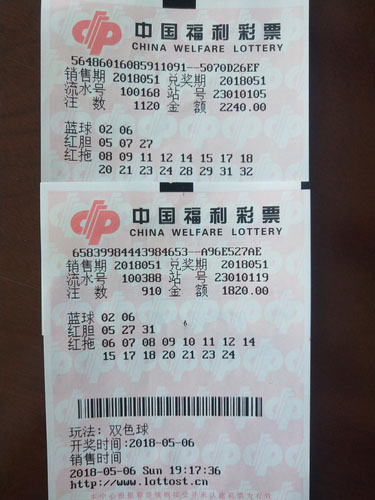 中国福利彩票
CHINA WELFARE LOTTERY
56486016085911091--5070D26EF
销售期 2018051 兑奖期 2018051
流水号 100168 站 号 23010105
注 数 1120 金 额 2240.00
蓝球 02 06
红胆 05 07 27
红拖 08 09 11 12 14 15 17 18
20 21 23 24 28 29 31 32
中国福利彩票
CHINA WELFARE LOTTERY
65839984443984653--A96E527AE
销售期 2018051 兑奖期 2018051
流水号 100388 站 号 23010119
注 数 910 金 额 1820.00
蓝球 02 06
红胆 05 27 31
红拖 06 07 08 09 10 11 12 14
15 17 18 20 21 23 24
玩法: 双色球
开奖时间:2018-05-06
销售时间
2018-05-06 Sun 19:17:36
http://www.lottost.cn